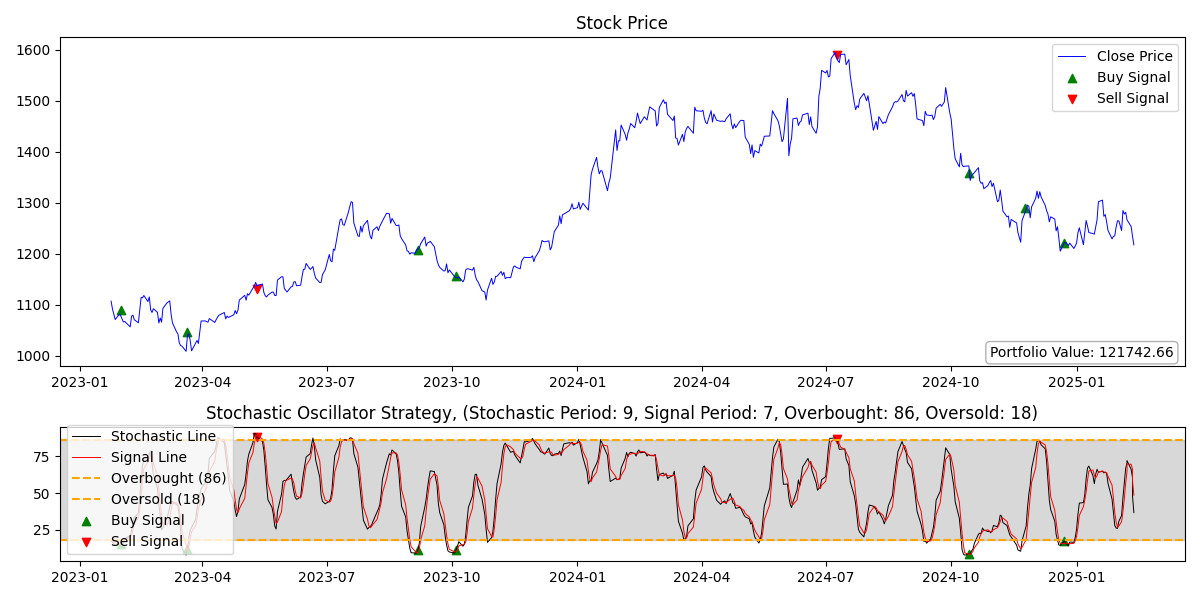 Stock Price
1600
1500
1400
1300
1200
1100
1000
Close Price
Buy Signal
Sell Signal
Portfolio Value: 121742.66
2023-01 2023-04 2023-07 2023-10 2024-01 2024-04 2024-07 2024-10 2025-01
Stochastic Oscillator Strategy, (Stochastic Period: 9, Signal Period: 7, Overbought: 86, Oversold: 18)
75
50
25
Stochastic Line
Signal Line
Overbought (86)
Oversold (18)
Buy Signal
Sell Signal
2023-01 2023-04 2023-07 2023-10 2024-01 2024-04 2024-07 2024-10 2025-01